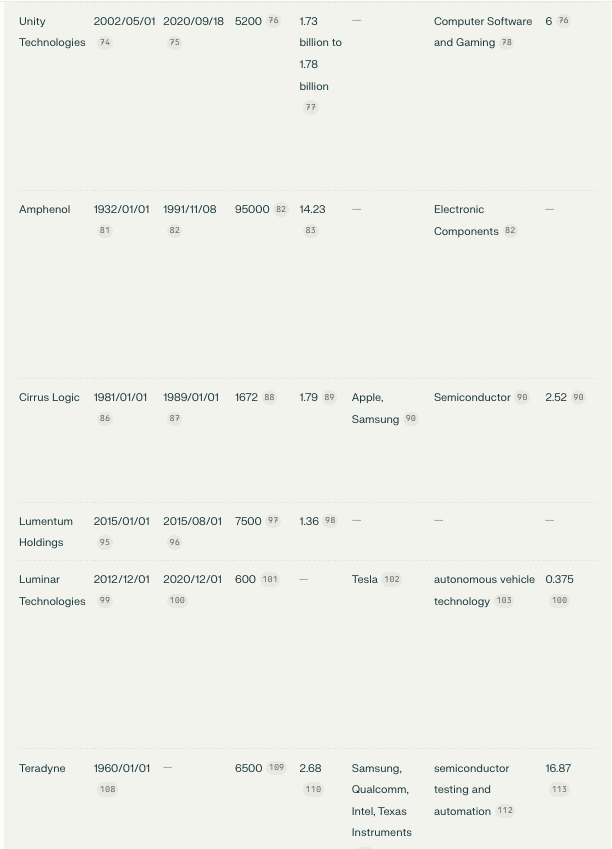 Unity 2002/05/01 2020/09/18 5200 76 1.73 — Computer Software 6 76
Technologies 74 75 billion to and Gaming 78
1.78
billion
77
Amphenol 1932/01/01 1991/11/08 95000 82 14.23 — Electronic —
81 82 83 Components 82
Cirrus Logic 1981/01/01 1989/01/01 1672 88 1.79 89 Apple, Semiconductor 90 2.52 90
86 87 Samsung 90
Lumentum 2015/01/01 2015/08/01 7500 97 1.36 98 — — —
Holdings 95 96
Luminar 2012/12/01 2020/12/01 600 101 — Tesla 102 autonomous vehicle 0.375
Technologies 99 100 technology 103 100
Teradyne 1960/01/01 — 6500 109 2.68 Samsung, semiconductor 16.87
108 110 Qualcomm, testing and 113
Intel, Texas automation 112
Instruments